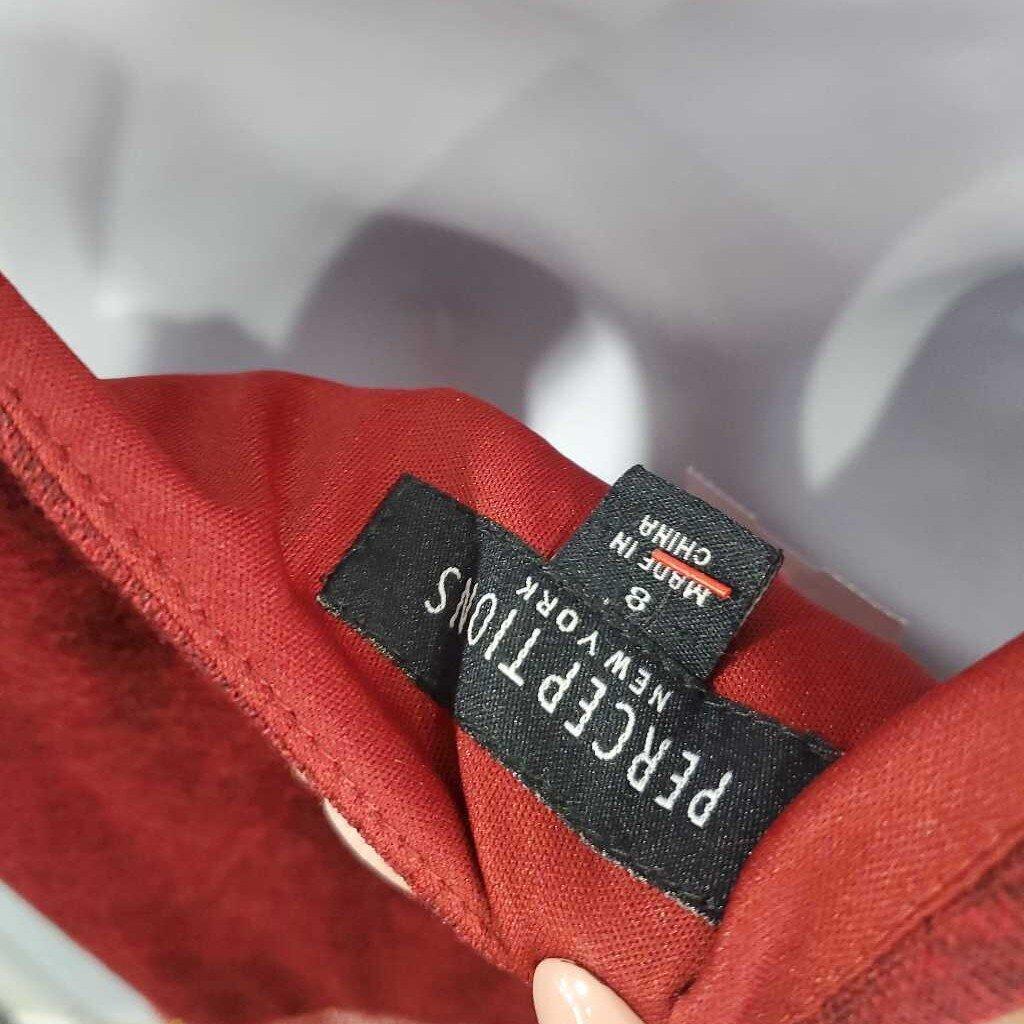 PERCEPTIONS
NEW YORK
8
MADE IN
CHINA